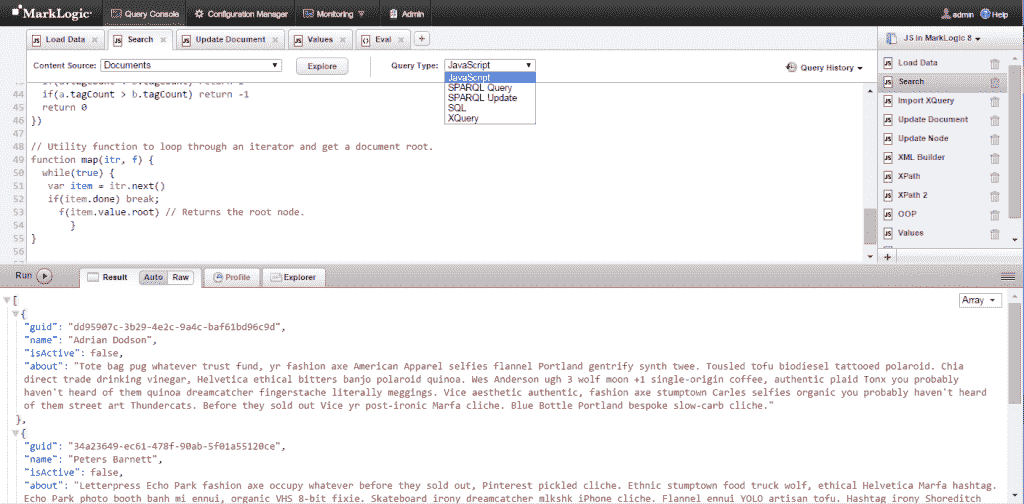 MarkLogic Query Console Configuration Manager Monitoring Admin admin Help
Load Data Search Update Document Values Eval + JS in MarkLogic 8
Content Source: Documents Explore Query Type: JavaScript Query History
JavaScript
SPARQL Query
SPARQL Update
SQL
XQuery
44 if(a.tagCount > b.tagCount) return -1
45 return 0
46 })
47
48 // Utility function to loop through an iterator and get a document root.
49 function map(itr, f) {
50 while(true) {
51 var item = itr.next()
52 if(item.done) break;
53 f(item.value.root) // Returns the root node.
54 }
55 }
56
Load Data
Search
Import XQuery
Update Document
Update Node
XML Builder
XPath
XPath 2
OOP
Values
+
Run Result Auto Raw Profile Explorer
Array
[
{
"guid": "dd95907c-3b29-4e2c-9a4c-baf61bd96c9d",
"name": "Adrian Dodson",
"isActive": false,
"about": "Tote bag pug whatever trust fund, yr fashion axe American Apparel selfies flannel Portland gentrify synth twee. Tousled tofu biodiesel tattooed polaroid. Chia
direct trade drinking vinegar, Helvetica ethical bitters banjo polaroid quinoa. Wes Anderson ugh 3 wolf moon +1 single-origin coffee, authentic plaid Tonx you probably
haven't heard of them quinoa dreamcatcher fingerstache literally meggings. Vice aesthetic authentic, fashion axe stumptown Carles selfies organic you probably haven't heard
of them street art Thundercats. Before they sold out Vice yr post-ironic Marfa cliche. Blue Bottle Portland bespoke slow-carb cliche."
},
{
"guid": "34a23649-ec61-478f-90ab-5f01a55120ce",
"name": "Peters Barnett",
"isActive": false,
"about": "Letterpress Echo Park fashion axe occupy whatever before they sold out, Pinterest pickled cliche. Ethnic stumptown food truck wolf, ethical Helvetica Marfa hashtag.
Echo Park photo booth banh mi ennui, organic VHS 8-bit fixie. Skateboard irony dreamcatcher mlkshk iPhone cliche. Flannel ennui YOLO artisan tofu. Hashtag irony Shoreditch